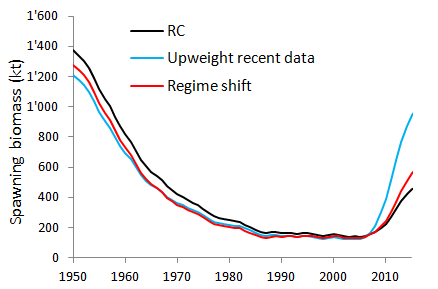 1'600
1'400
1'200
1'000
800
600
400
200
0
Spawning biomass (kt)
RC
Upweight recent data
Regime shift
1950 1960 1970 1980 1990 2000 2010